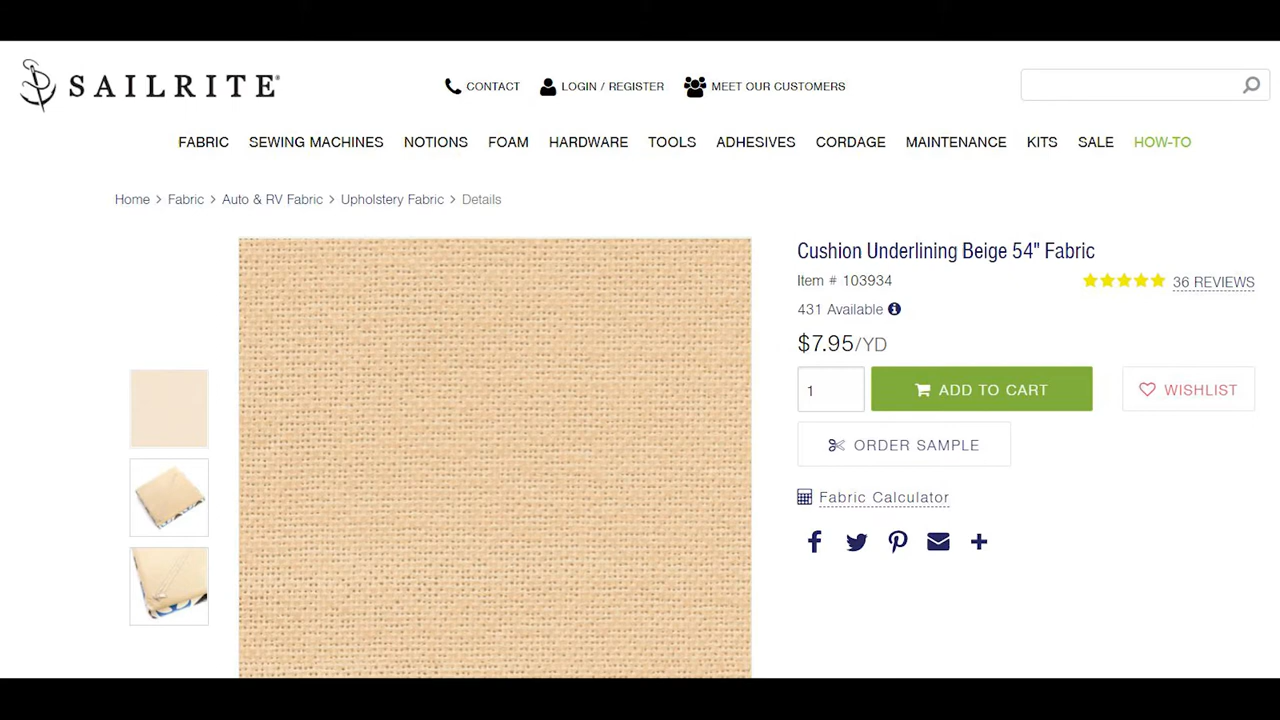 SAILRITE®
CONTACT LOGIN / REGISTER MEET OUR CUSTOMERS
FABRIC SEWING MACHINES NOTIONS FOAM HARDWARE TOOLS ADHESIVES CORDAGE MAINTENANCE KITS SALE HOW-TO
Home > Fabric > Auto & RV Fabric > Upholstery Fabric > Details
Cushion Underlining Beige 54" Fabric
Item # 103934 36 REVIEWS
431 Available
$7.95/YD
1 ADD TO CART WISHLIST
ORDER SAMPLE
Fabric Calculator